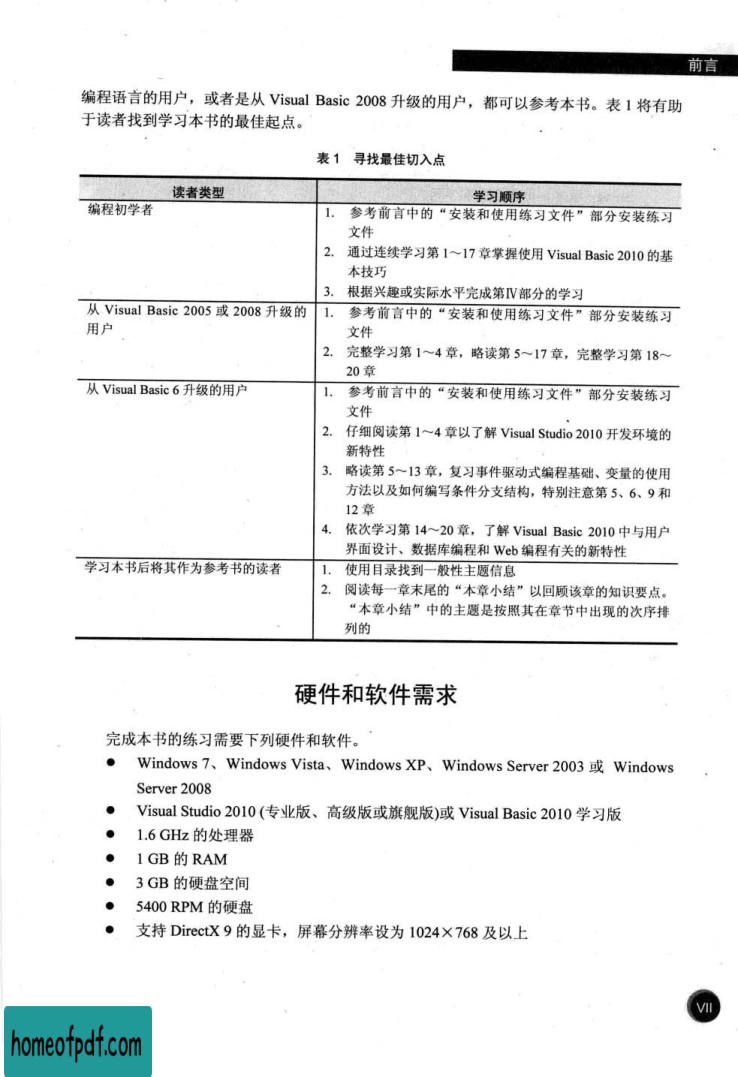 前言
编程语言的用户，或者是从 Visual Basic 2008 升级的用户，都可以参考本书。表 1 将有助
于读者找到学习本书的最佳起点。
表 1 寻找最佳切入点
读者类型 学习顺序
编程初学者
1. 参考前言中的“安装和使用练习文件”部分安装练习
文件
2. 通过连续学习第 1～17 章掌握使用 Visual Basic 2010 的基
本技巧
3. 根据兴趣或实际水平完成第Ⅳ部分的学习
从 Visual Basic 2005 或 2008 升级的
用户
1. 参考前言中的“安装和使用练习文件”部分安装练习
文件
2. 完整学习第 1～4 章，略读第 5～17 章，完整学习第 18～
20 章
从 Visual Basic 6 升级的用户
1. 参考前言中的“安装和使用练习文件”部分安装练习
文件
2. 仔细阅读第 1～4 章以了解 Visual Studio 2010 开发环境的
新特性
3. 略读第 5～13 章，复习事件驱动式编程基础、变量的使用
方法以及如何编写条件分支结构，特别注意第 5、6、9 和
12 章
4. 依次学习第 14～20 章，了解 Visual Basic 2010 中与用户
界面设计、数据库编程和 Web 编程有关的新特性
学习本书后将其作为参考书的读者
1. 使用目录找到一般性主题信息
2. 阅读每一章末尾的“本章小结”以回顾该章的知识要点。
“本章小结”中的主题是按照其在章节中出现的次序排
列的
硬件和软件需求
完成本书的练习需要下列硬件和软件。
● Windows 7、Windows Vista、Windows XP、Windows Server 2003 或 Windows
Server 2008
● Visual Studio 2010 (专业版、高级版或旗舰版)或 Visual Basic 2010 学习版
● 1.6 GHz 的处理器
● 1 GB 的 RAM
● 3 GB 的硬盘空间
● 5400 RPM 的硬盘
● 支持 DirectX 9 的显卡，屏幕分辨率设为 1024×768 及以上
VII
homeofpdf.com